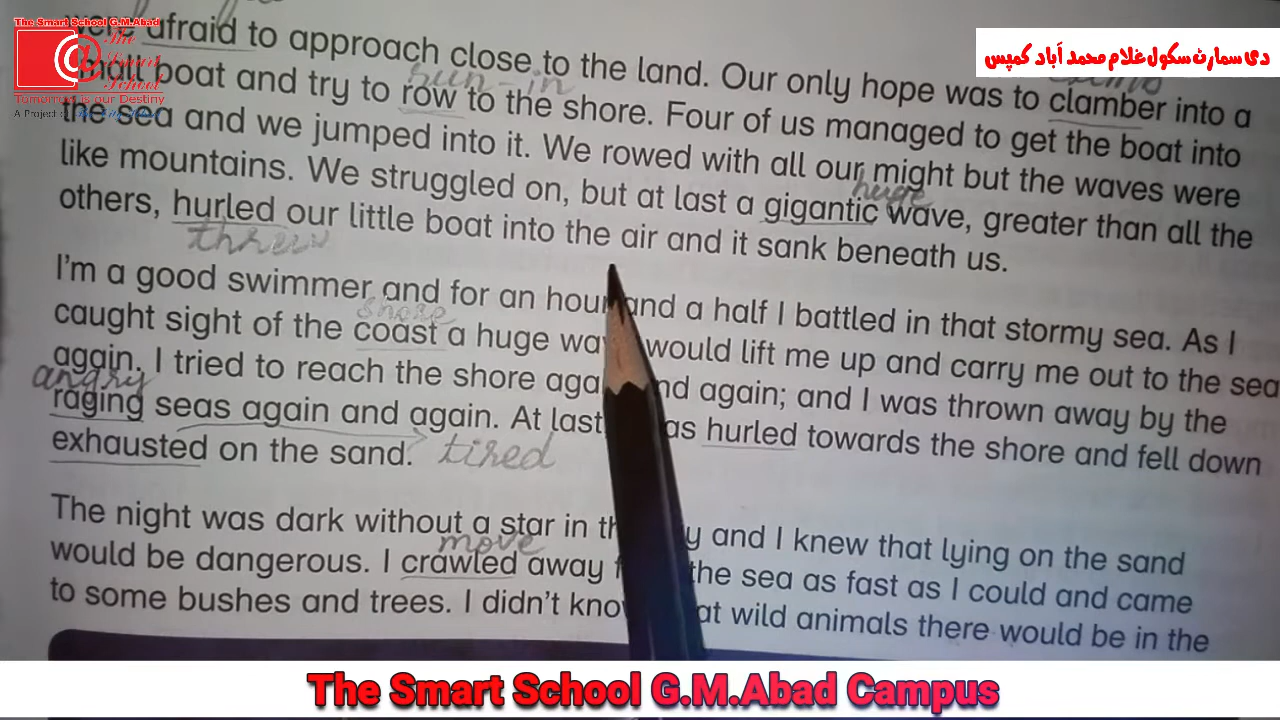 The Smart School G.M.Abad
The
Smart
School
Tomorrow is our Destiny
A Project of
دی سمارٹ سکول غلام محمد آباد کیمپس
were afraid to approach close to the land. Our only hope was to clamber into a
run - in
small boat and try to row to the shore. Four of us managed to get the boat into
the sea and we jumped into it. We rowed with all our might but the waves were
huge
like mountains. We struggled on, but at last a gigantic wave, greater than all the
others, hurled our little boat into the air and it sank beneath us.
threw
I'm a good swimmer and for an hour and a half I battled in that stormy sea. As I
shore
caught sight of the coast a huge wave would lift me up and carry me out to the sea
again. I tried to reach the shore again and again; and I was thrown away by the
angry
raging seas again and again. At last was hurled towards the shore and fell down
exhausted on the sand. tired
The night was dark without a star in the sky and I knew that lying on the sand
move
would be dangerous. I crawled away the sea as fast as I could and came
to some bushes and trees. I didn't know what wild animals there would be in the
The Smart School G.M.Abad Campus